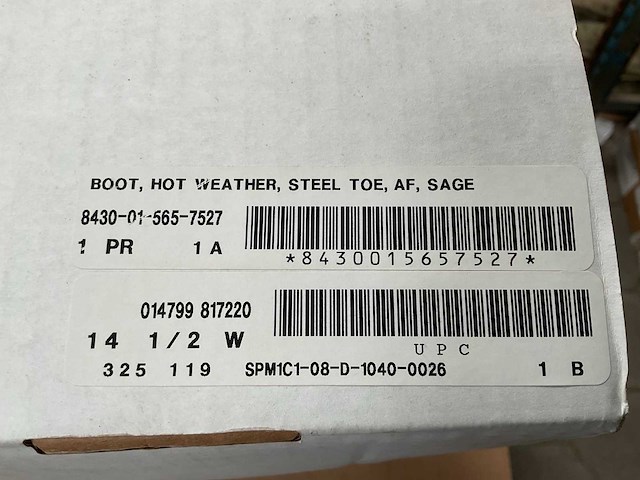 BOOT, HOT WEATHER, STEEL TOE, AF, SAGE
8430-01-565-7527
1 PR 1 A
*8430015657527*
014799 817220
14 1/2 W
UPC
325 119 SPM1C1-08-D-1040-0026 1 B